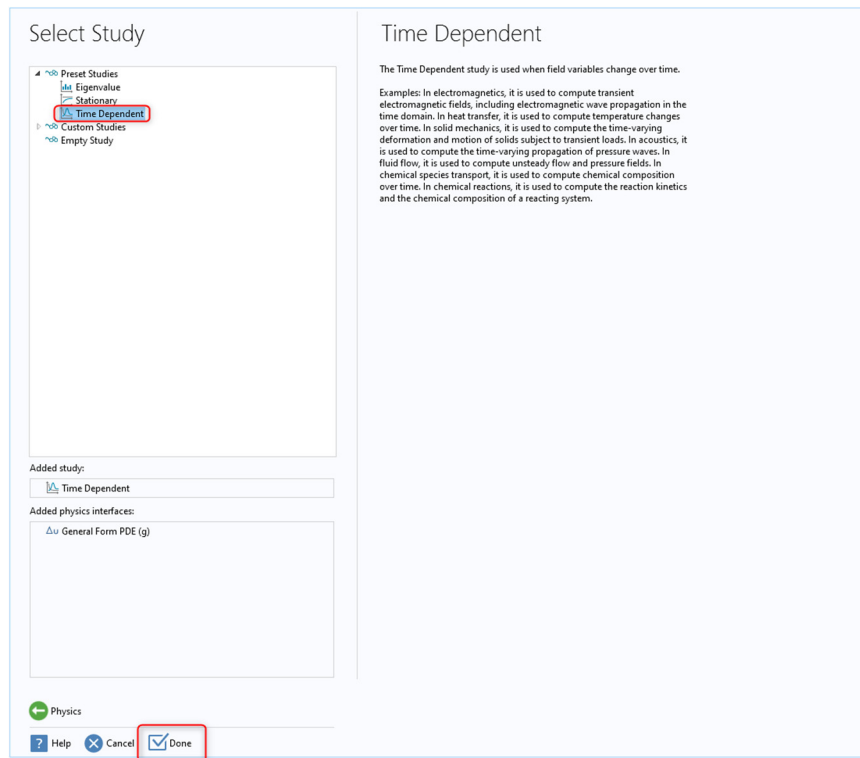 Select Study
Preset Studies
Eigenvalue
Stationary
Time Dependent
Custom Studies
Empty Study
Added study:
Time Dependent
Added physics interfaces:
Δu General Form PDE (g)
Physics
? Help
Cancel
Done
Time Dependent
The Time Dependent study is used when field variables change over time.
Examples: In electromagnetics, it is used to compute transient
electromagnetic fields, including electromagnetic wave propagation in the
time domain. In heat transfer, it is used to compute temperature changes
over time. In solid mechanics, it is used to compute the time-varying
deformation and motion of solids subject to transient loads. In acoustics, it
is used to compute the time-varying propagation of pressure waves. In
fluid flow, it is used to compute unsteady flow and pressure fields. In
chemical species transport, it is used to compute chemical composition
over time. In chemical reactions, it is used to compute the reaction kinetics
and the chemical composition of a reacting system.